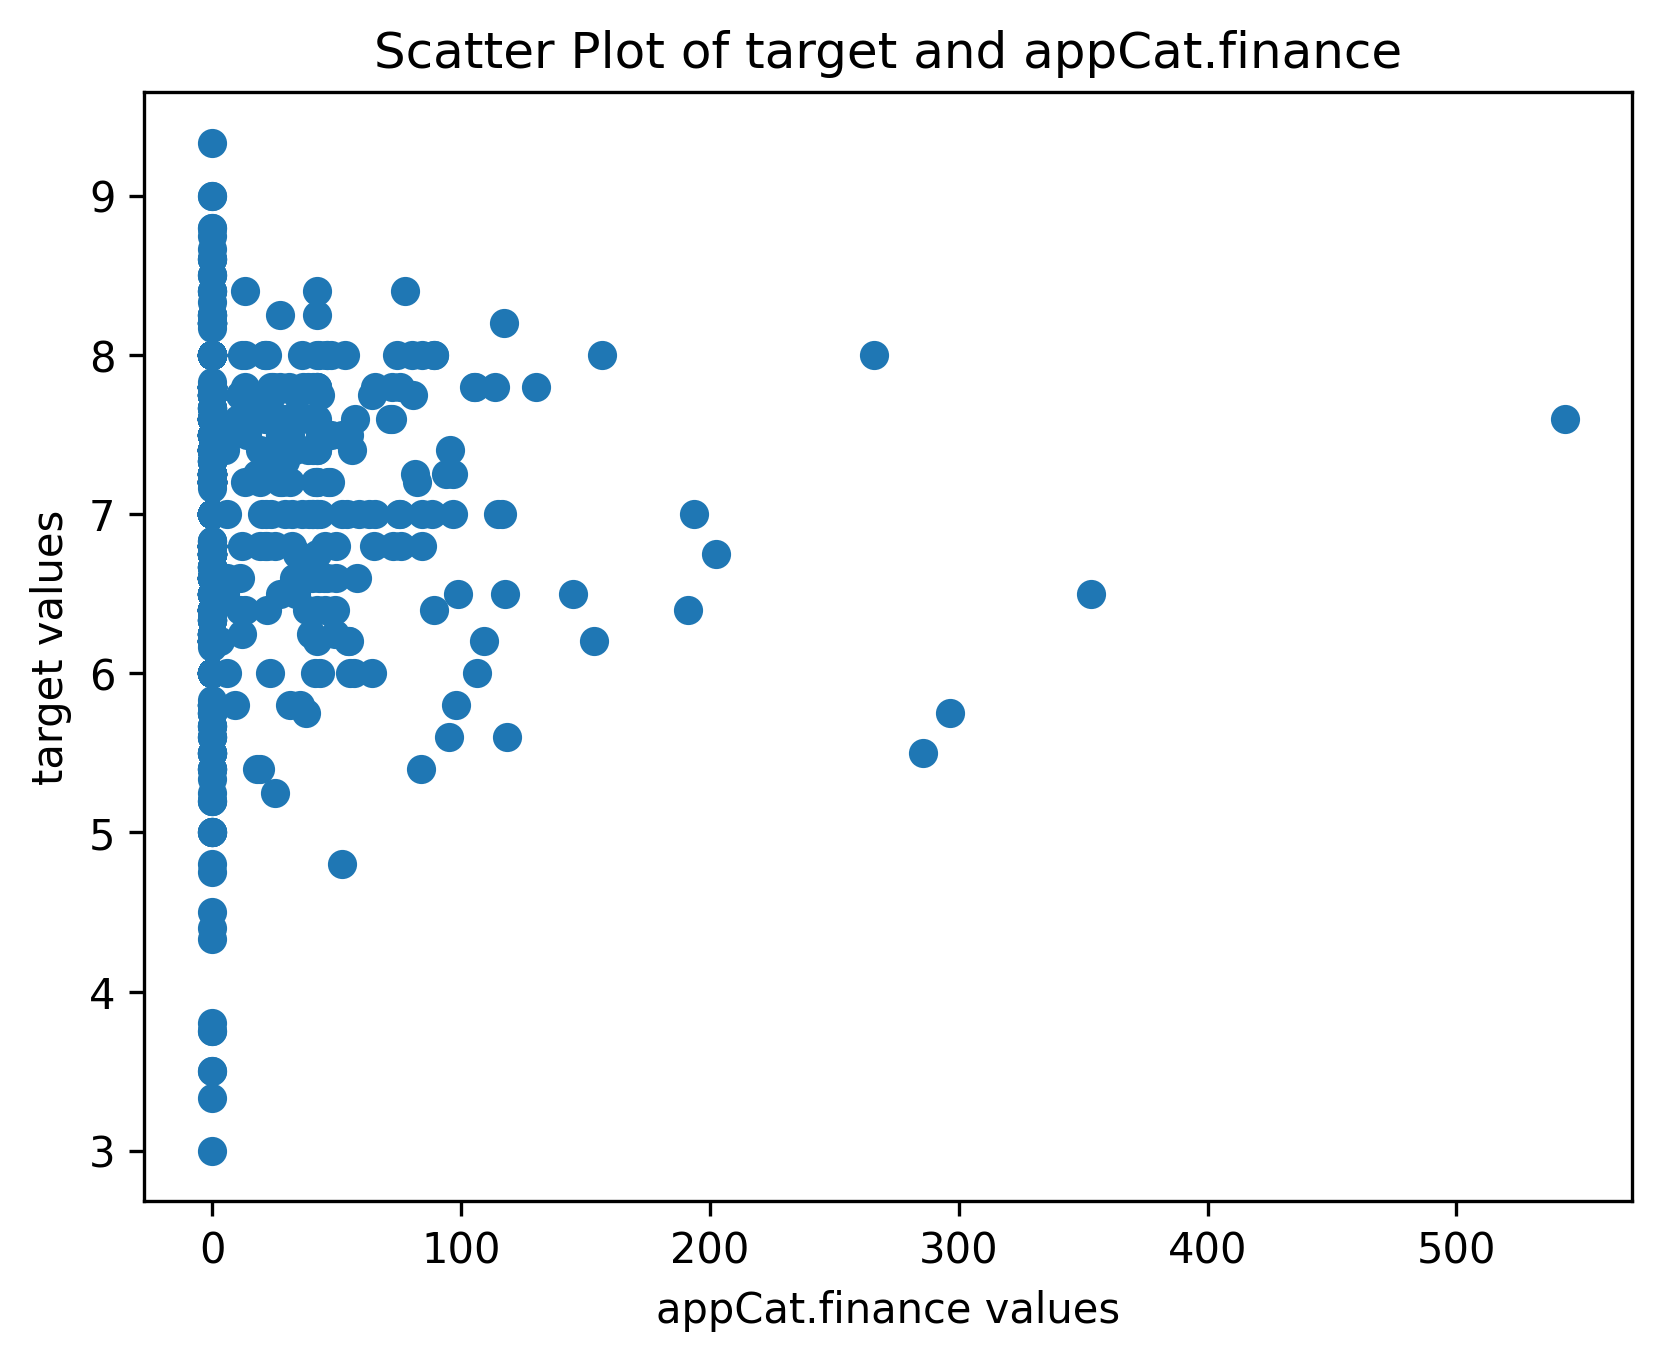 Scatter Plot of target and appCat.finance
9
8
7
6
5
4
3
target values
0 100 200 300 400 500
appCat.finance values